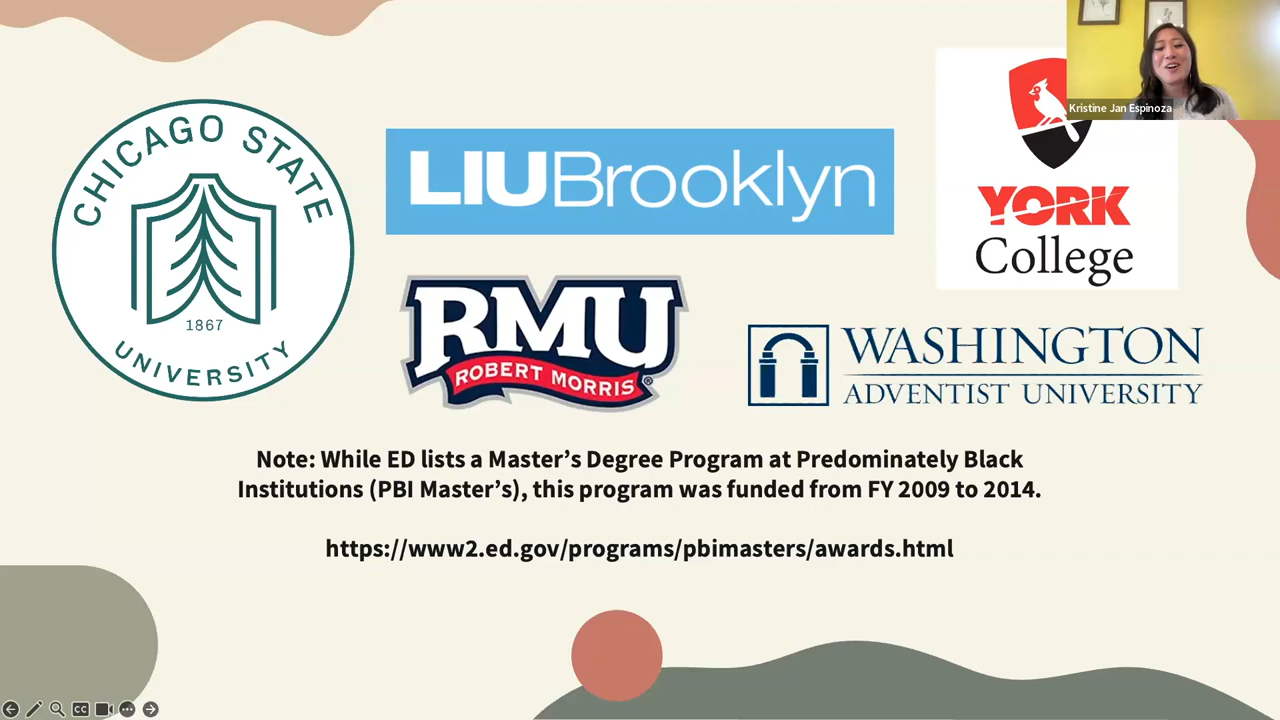 CHICAGO STATE
1867
UNIVERSITY
LIUBrooklyn
YORK
College
Kristine Jan Espinoza
RMU
ROBERT MORRIS
®
WASHINGTON
ADVENTIST UNIVERSITY
Note: While ED lists a Master's Degree Program at Predominately Black
Institutions (PBI Master's), this program was funded from FY 2009 to 2014.
https://www2.ed.gov/programs/pbimasters/awards.html
CC